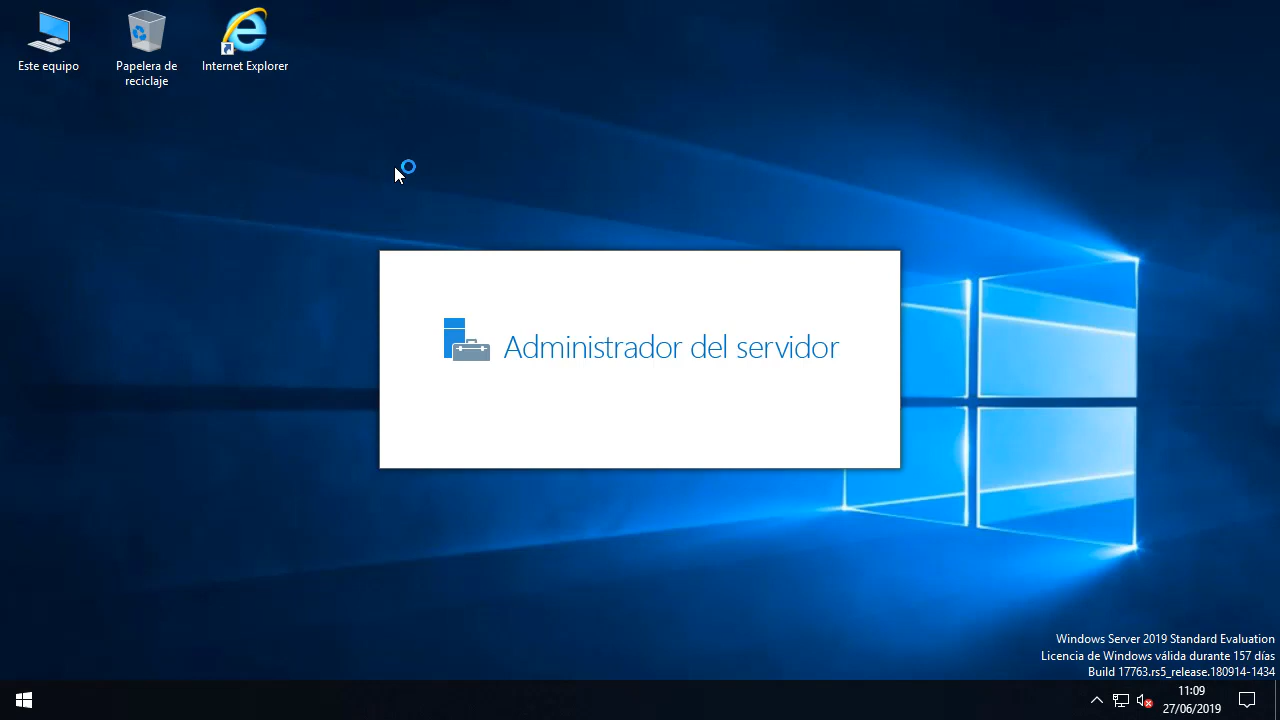 Este equipo
Papelera de
reciclaje
Internet Explorer
Administrador del servidor
Windows Server 2019 Standard Evaluation
Licencia de Windows válida durante 157 días
Build 17763.rs5_release.180914-1434
11:09
27/06/2019